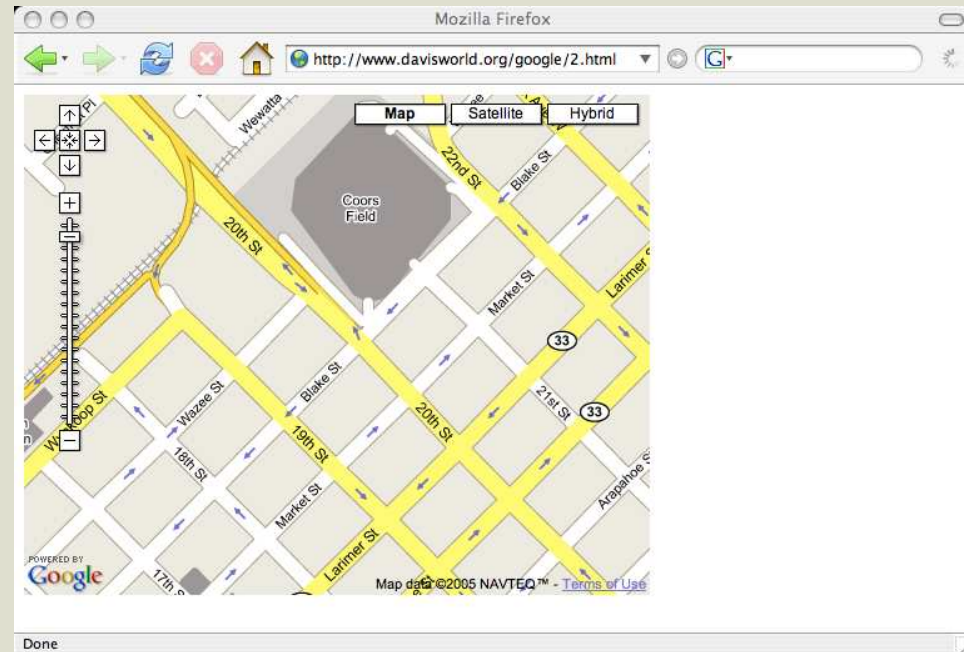 Mozilla Firefox
http://www.davisworld.org/google/2.html
G
Map
Satellite
Hybrid
Wewatta
22nd St
Blake St
Coors
Field
20th St
Larimer
Market St
33
Blake St
21st St
33
Wazee St
20th St
19th St
18th St
Market St
Arapahoe S
Larimer St
17th S
POWERED BY
Google
Map data ©2005 NAVTEQ™ - Terms of Use
Done